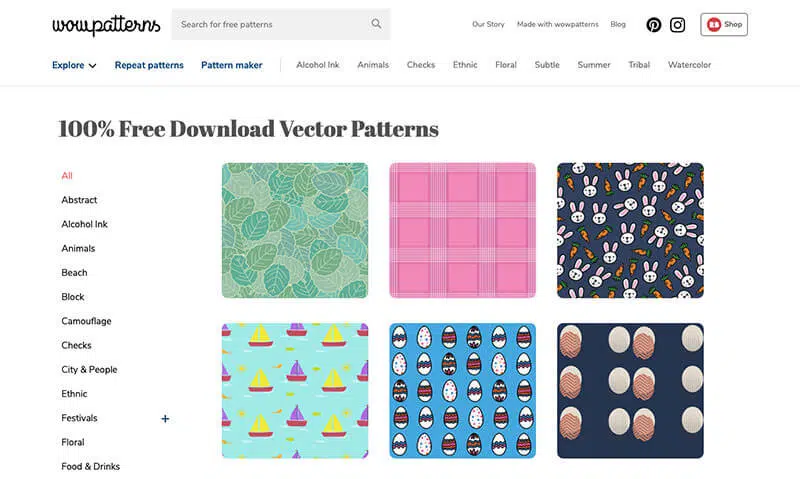 wowpatterns
Search for free patterns
Our Story
Made with wowpatterns
Blog
Shop
Explore
Repeat patterns
Pattern maker
Alcohol Ink
Animals
Checks
Ethnic
Floral
Subtle
Summer
Tribal
Watercolor
100% Free Download Vector Patterns
All
Abstract
Alcohol Ink
Animals
Beach
Block
Camouflage
Checks
City & People
Ethnic
Festivals
Floral
Food & Drinks